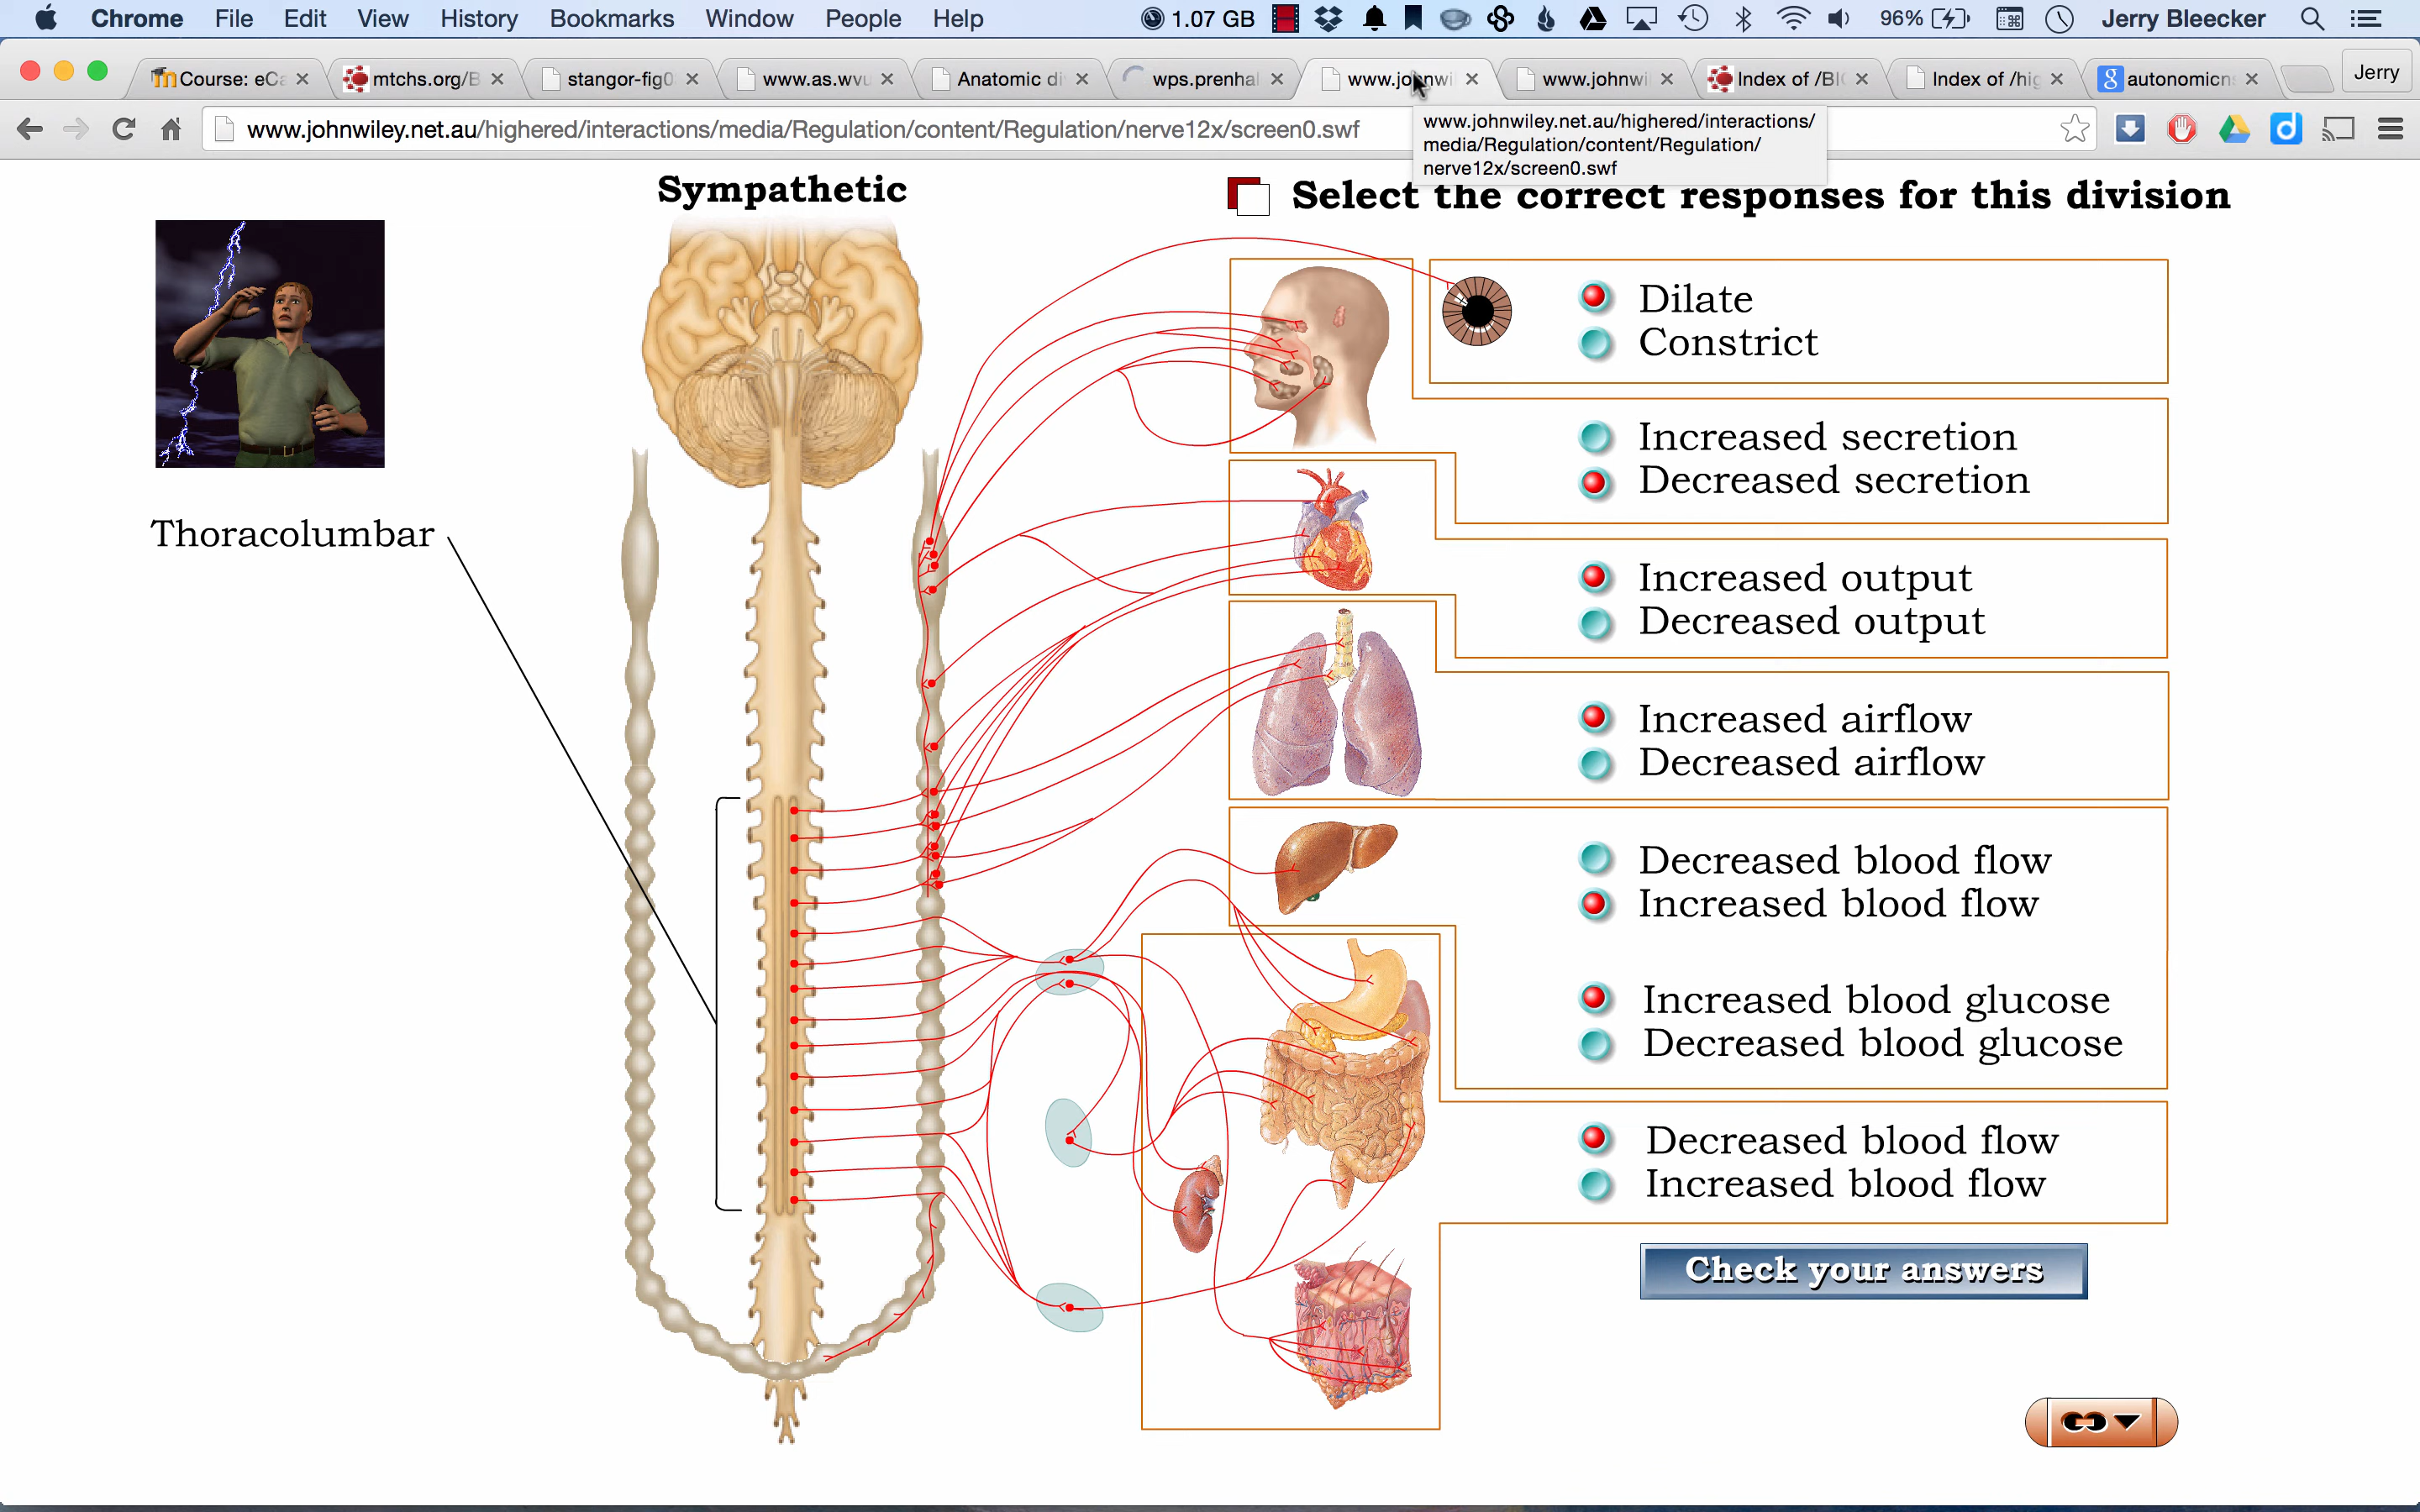 Chrome File Edit View History Bookmarks Window People Help 1.07 GB 96% Jerry Bleecker
Course: eCa mtchs.org/B stangor-fig0 www.as.wvu Anatomic di wps.prenhal www.johnwil www.johnwil Index of /BI Index of /hig autonomicns Jerry
www.johnwiley.net.au/highered/interactions/media/Regulation/content/Regulation/nerve12x/screen0.swf
www.johnwiley.net.au/highered/interactions/
media/Regulation/content/Regulation/
nerve12x/screen0.swf
Sympathetic
Select the correct responses for this division
Dilate
Constrict
Increased secretion
Decreased secretion
Thoracolumbar
Increased output
Decreased output
Increased airflow
Decreased airflow
Decreased blood flow
Increased blood flow
Increased blood glucose
Decreased blood glucose
Decreased blood flow
Increased blood flow
Check your answers